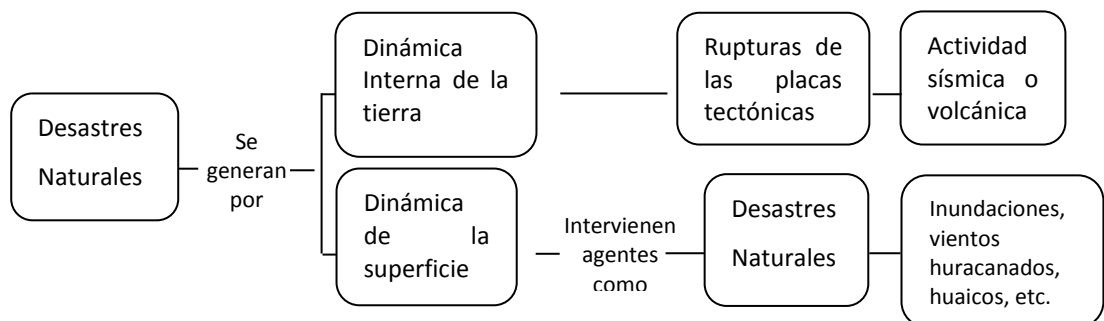 Desastres
Naturales
Se
generan
por
Dinámica
Interna de la
tierra
Rupturas de
las placas
tectónicas
Actividad
sísmica o
volcánica
Dinámica
de la
superficie
Intervienen
agentes
como
Desastres
Naturales
Inundaciones,
vientos
huracanados,
huaicos, etc.